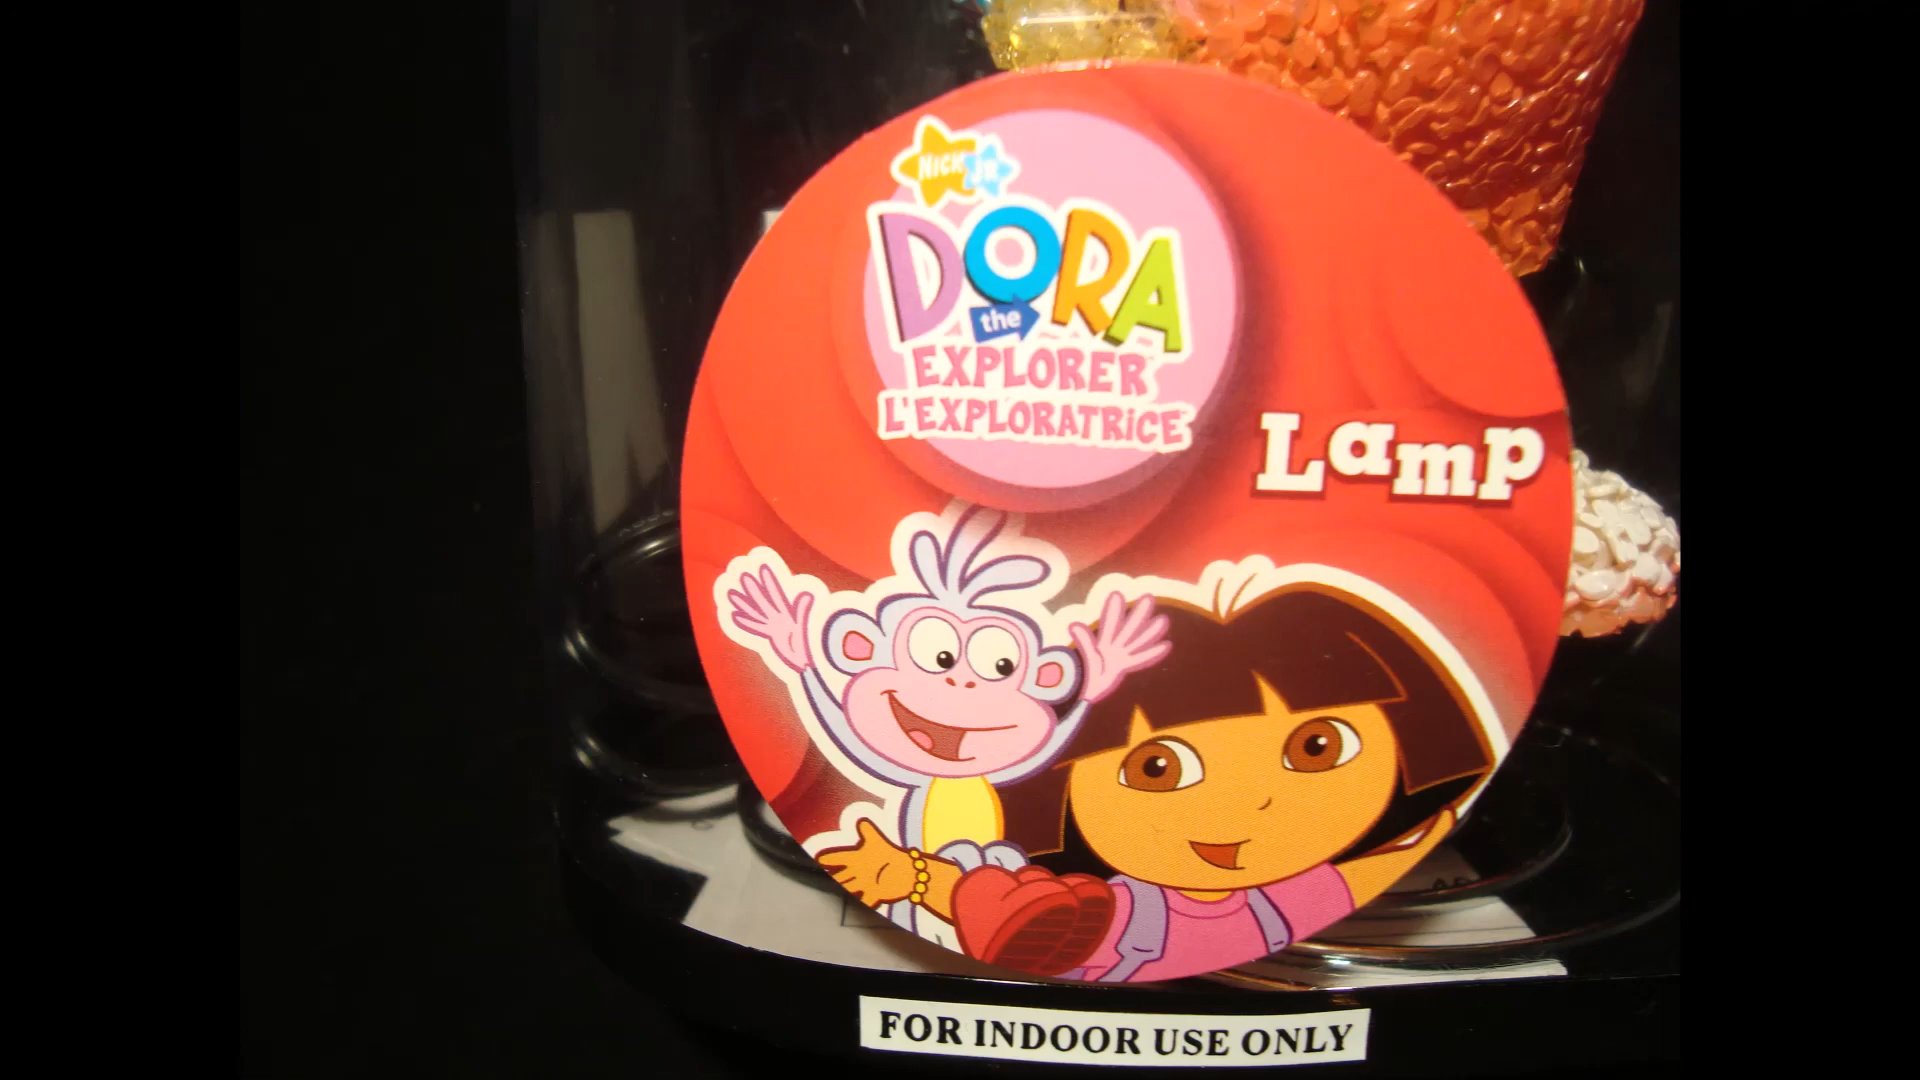 NICK JR
DORA
the
EXPLORER
L'EXPLORATRiCE
Lamp
FOR INDOOR USE ONLY